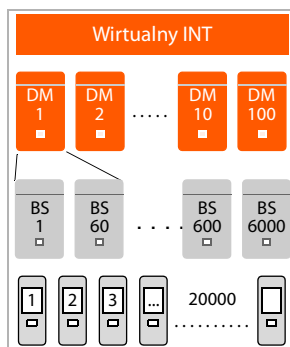 Wirtualny INT
DM 1
DM 2
.....
DM 10
DM 100
BS 1
BS 60
. . . .
BS 600
BS 6000
1
2
3
...
20000
..........